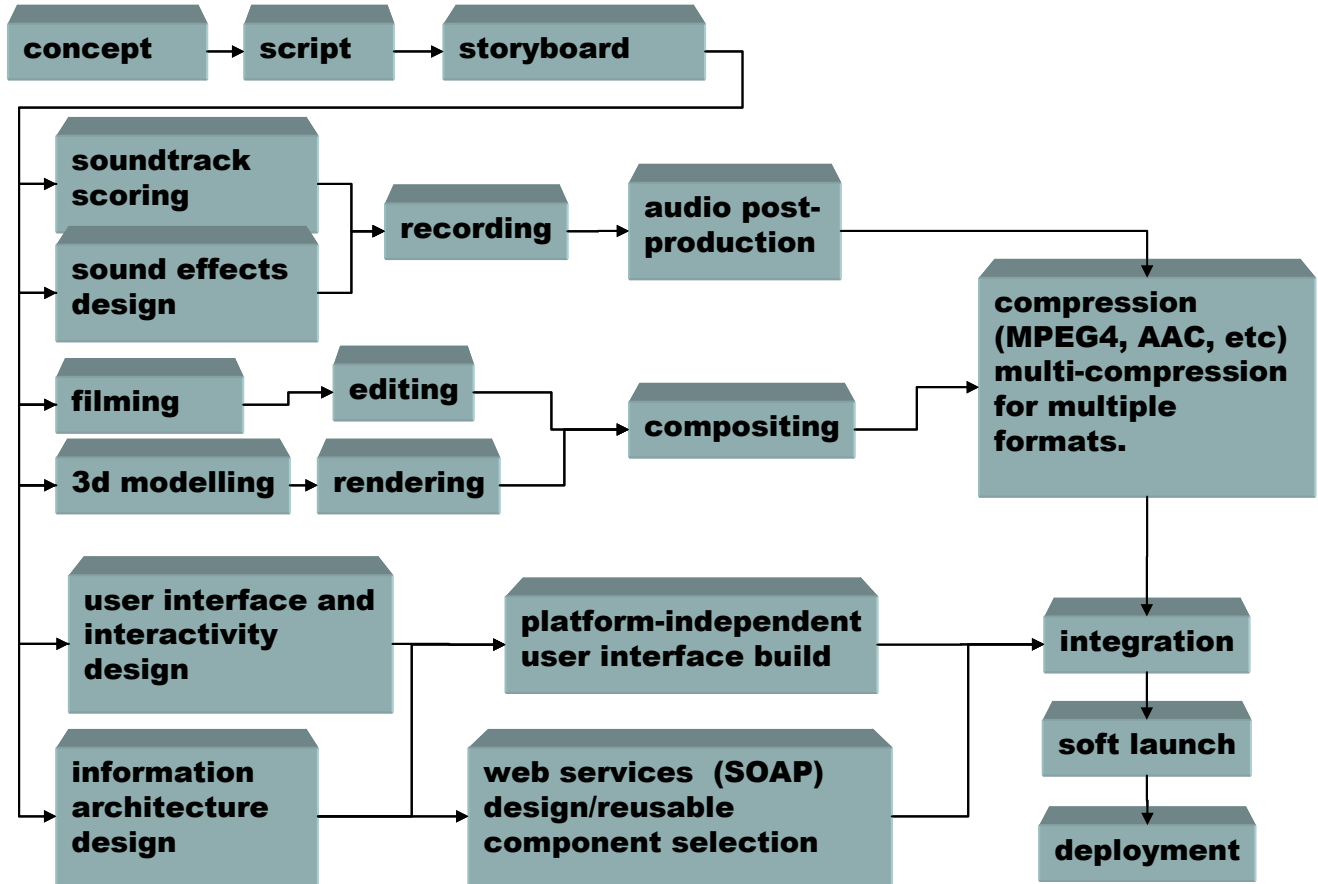 concept
script
storyboard
soundtrack
scoring
sound effects
design
recording
audio post-
production
compression
(MPEG4, AAC, etc)
multi-compression
for multiple
formats.
filming
editing
compositing
3d modelling
rendering
user interface and
interactivity
design
platform-independent
user interface build
integration
soft launch
information
architecture
design
web services (SOAP)
design/reusable
component selection
deployment